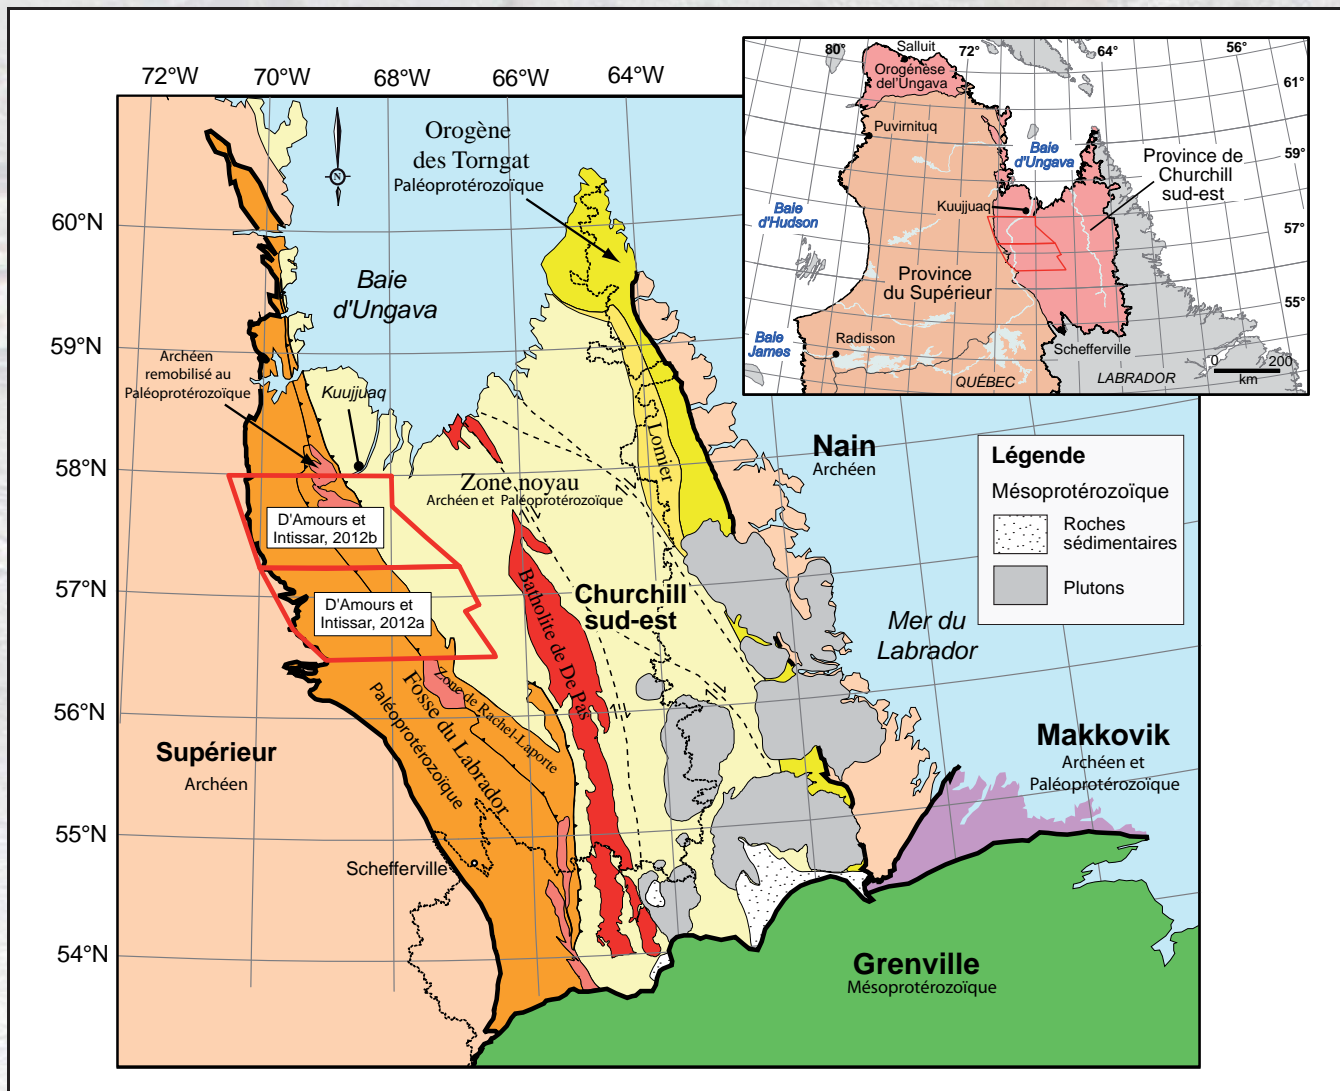 72°W
70°W
68°W
66°W
64°W
60°N
59°N
58°N
57°N
56°N
55°N
54°N
N
Orogène
des Torngat
Paléoprotérozoïque
Baie
d'Ungava
Archéen
remobilisé au
Paléoprotérozoïque
Kuujjuaq
Lomier
Zone noyau
Archéen et Paléoprotérozoïque
D'Amours et
Intissar, 2012b
D'Amours et
Intissar, 2012a
Batholite de De Pas
Churchill
sud-est
Nain
Archéen
Mer du
Labrador
Zone de Rachel-Laporte
Fosse du Labrador
Paléoprotérozoïque
Supérieur
Archéen
Schefferville
Makkovik
Archéen et
Paléoprotérozoïque
Grenville
Mésoprotérozoïque
Légende
Mésoprotérozoïque
Roches
sédimentaires
Plutons
80°
72°
64°
56°
61°
59°
57°
55°
Salluit
Orogénèse
del'Ungava
Puvirnituq
Baie
d'Ungava
Province de
Churchill
sud-est
Kuujjuaq
Baie
d'Hudson
Province
du Supérieur
Baie
James
Radisson
Schefferville
QUÉBEC
LABRADOR
0
200
km